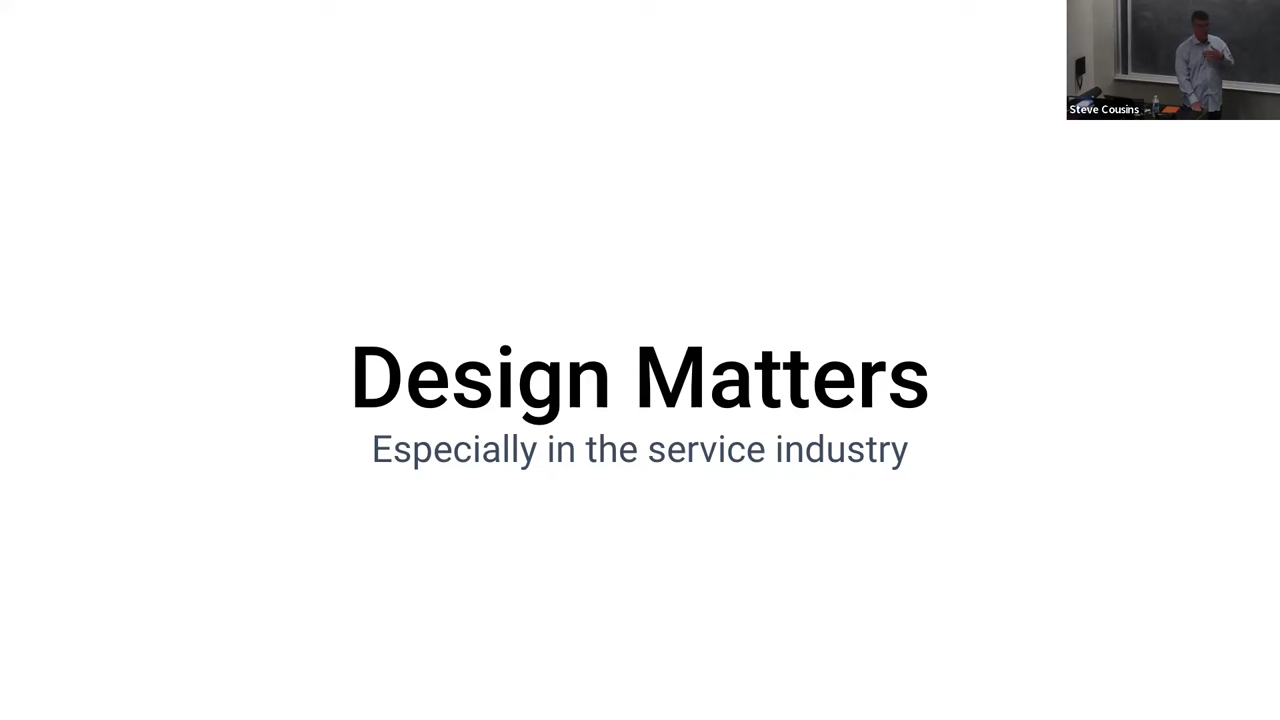 Steve Cousins
Design Matters
Especially in the service industry